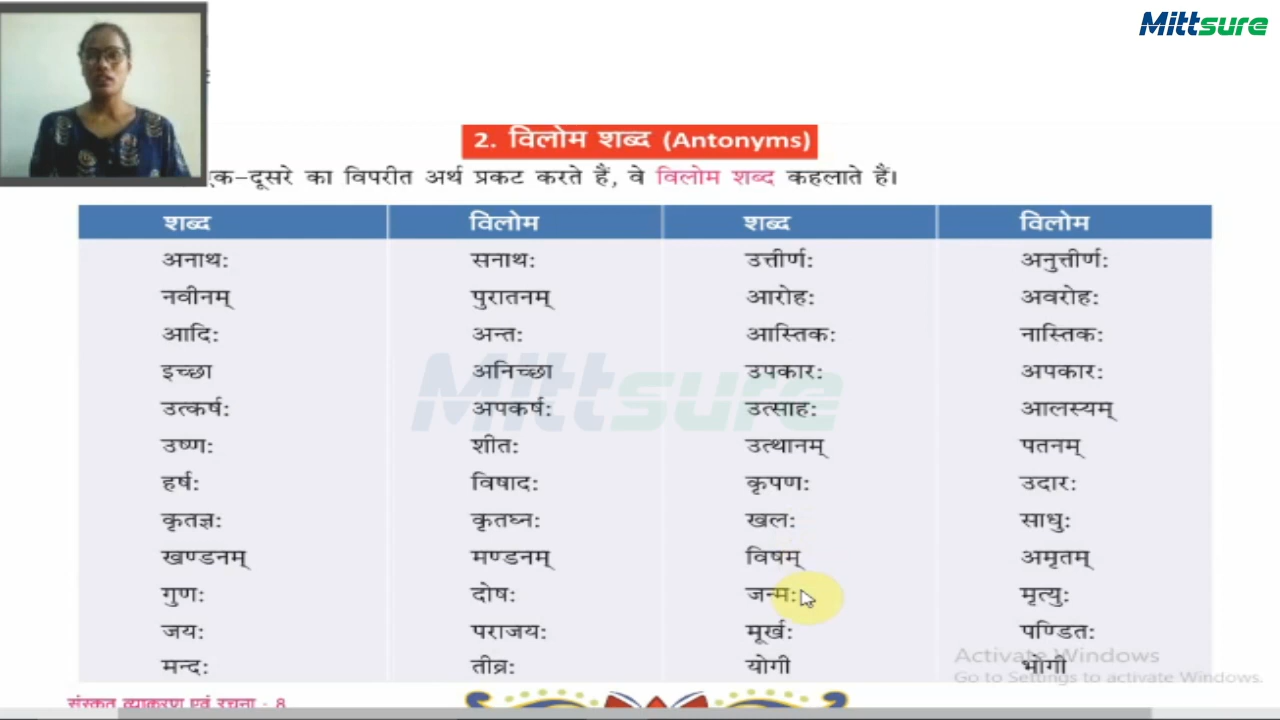 Mittsure
2. विलोम शब्द (Antonyms)
एक-दूसरे का विपरीत अर्थ प्रकट करते हैं, वे विलोम शब्द कहलाते हैं।
शब्द विलोम शब्द विलोम
अनाथः सनाथः उत्तीर्णः अनुत्तीर्णः
नवीनम् पुरातनम् आरोहः अवरोहः
आदिः अन्तः आस्तिकः नास्तिकः
इच्छा अनिच्छा उपकारः अपकारः
उत्कर्षः अपकर्षः उत्साहः आलस्यम्
उष्णः शीतः उत्थानम् पतनम्
हर्षः विषादः कृपणः उदारः
कृतज्ञः कृतघ्नः खलः साधुः
खण्डनम् मण्डनम् विषम् अमृतम्
गुणः दोषः जन्मः मृत्युः
जयः पराजयः मूर्खः पण्डितः
मन्दः तीव्रः योगी भोगी
Mittsure
Activate Windows
Go to Settings to activate Windows.
संस्कृत व्याकरण एवं रचना - 8